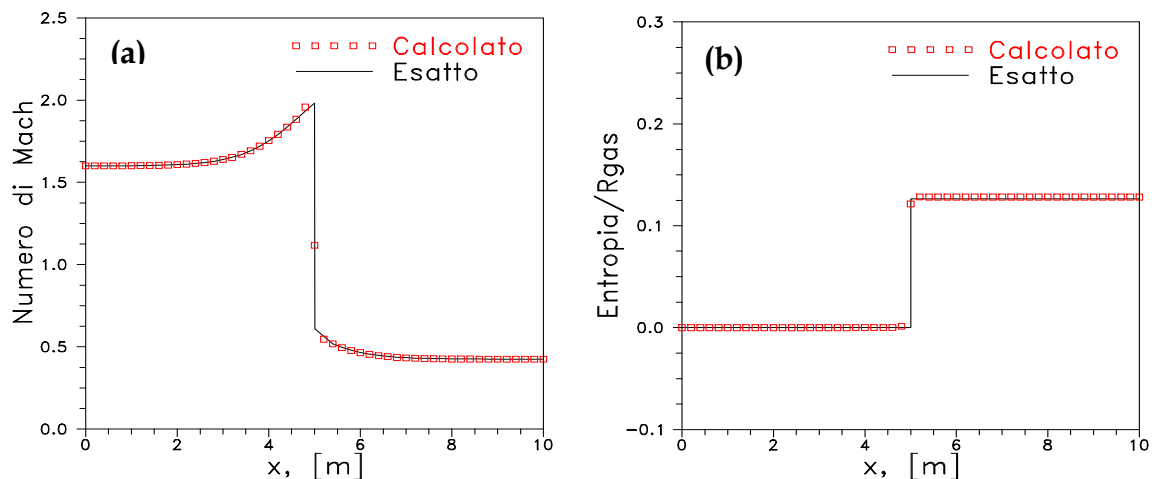 (a)
Calcolato
Esatto
Numero di Mach
2.5
2.0
1.5
1.0
0.5
0.0
0 2 4 6 8 10
x, [m]
(b)
Calcolato
Esatto
Entropia/Rgas
0.3
0.2
0.1
0.0
−0.1
0 2 4 6 8 10
x, [m]